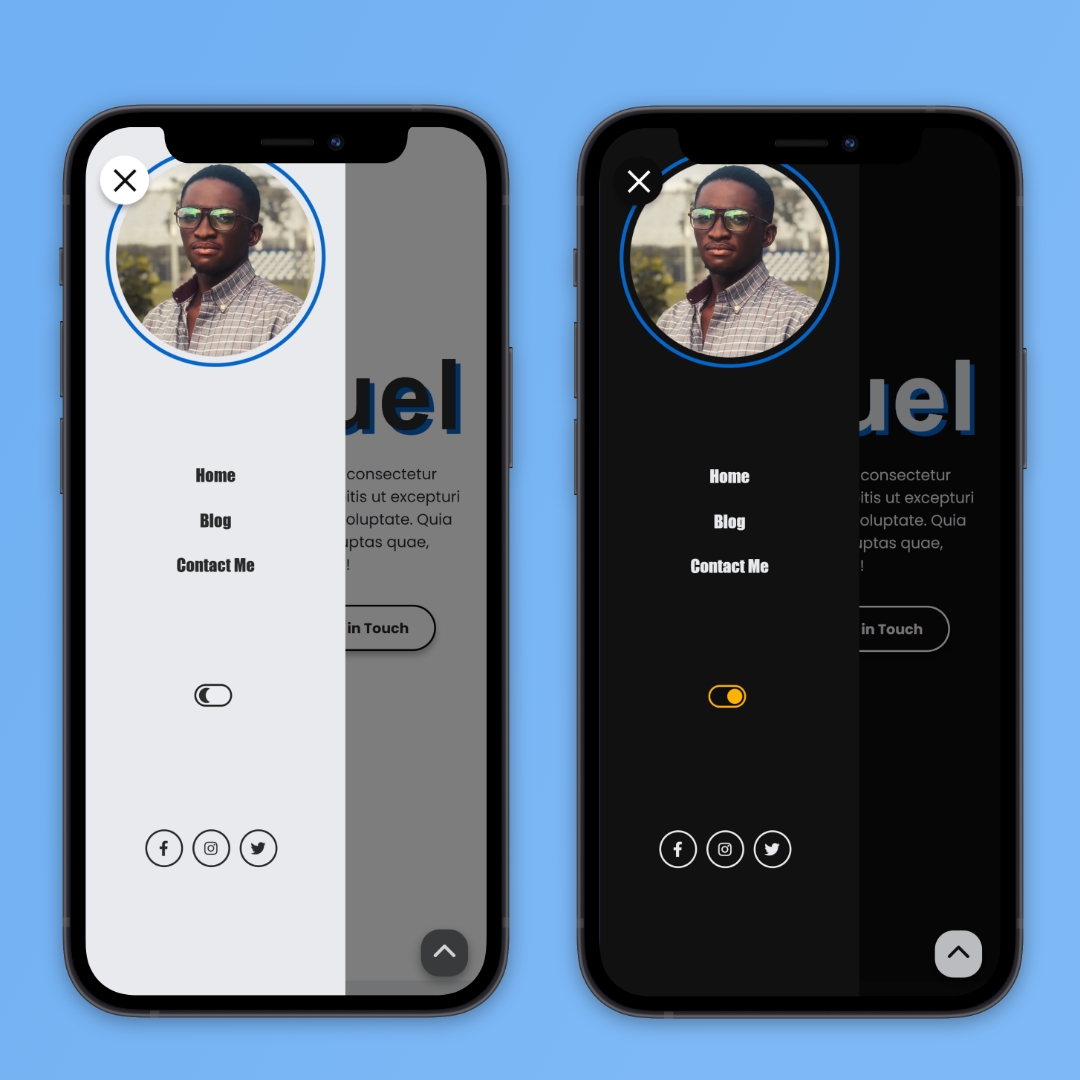 uel
consectetur
itis ut excepturi
oluptate. Quia
uptas quae,
!
in Touch
Home
Blog
Contact Me
uel
consectetur
itis ut excepturi
oluptate. Quia
uptas quae,
!
in Touch
Home
Blog
Contact Me